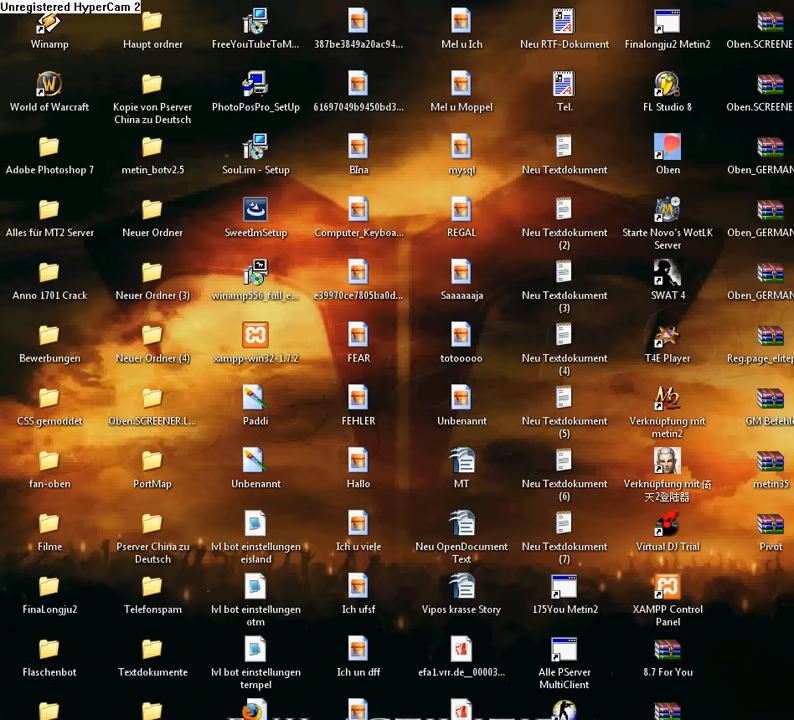 Unregistered HyperCam 2
Winamp
Haupt ordner
FreeYouTubeToM...
387be3849a20ac94...
Mel u Ich
Neu RTF-Dokument
Finalongju2 Metin2
Oben.SCREENE
World of Warcraft
Kopie von Pserver
China zu Deutsch
PhotoPosPro_SetUp
61697049b9450bd3...
Mel u Moppel
Tel.
FL Studio 8
Oben.SCREENE
Adobe Photoshop 7
metin_botv2.5
Soul.im - Setup
BIna
mysql
Neu Textdokument
Oben
Oben_GERMAN
Alles für MT2 Server
Neuer Ordner
SweetImSetup
Computer_Keyboa...
REGAL
Neu Textdokument
(2)
Starte Novo's WotLK
Server
Oben_GERMAN
Anno 1701 Crack
Neuer Ordner (3)
winamp556_full_e...
e39970ce7805ba0d...
Saaaaaaja
Neu Textdokument
(3)
SWAT 4
Oben_GERMAN
Bewerbungen
Neuer Ordner (4)
xampp-win32-1.7.2
FEAR
totooooo
Neu Textdokument
(4)
T4E Player
Reg.page_elitep
CSS gemoddet
Oben.SCREENER.L...
Paddi
FEHLER
Unbenannt
Neu Textdokument
(5)
Verknüpfung mit
metin2
GM Befehle
fan-oben
PortMap
Unbenannt
Hallo
MT
Neu Textdokument
(6)
Verknüpfung mit 倚
天2登陆器
metin35
Filme
Pserver China zu
Deutsch
lvl bot einstellungen
eisland
Ich u viele
Neu OpenDocument
Text
Neu Textdokument
(7)
Virtual DJ Trial
Pivot
FinaLongju2
Telefonspam
lvl bot einstellungen
otm
Ich ufsf
Vipos krasse Story
175You Metin2
XAMPP Control
Panel
Flaschenbot
Textdokumente
lvl bot einstellungen
tempel
Ich un dff
efa1.vrr.de__00003...
Alle PServer
MultiClient
8.7 For You